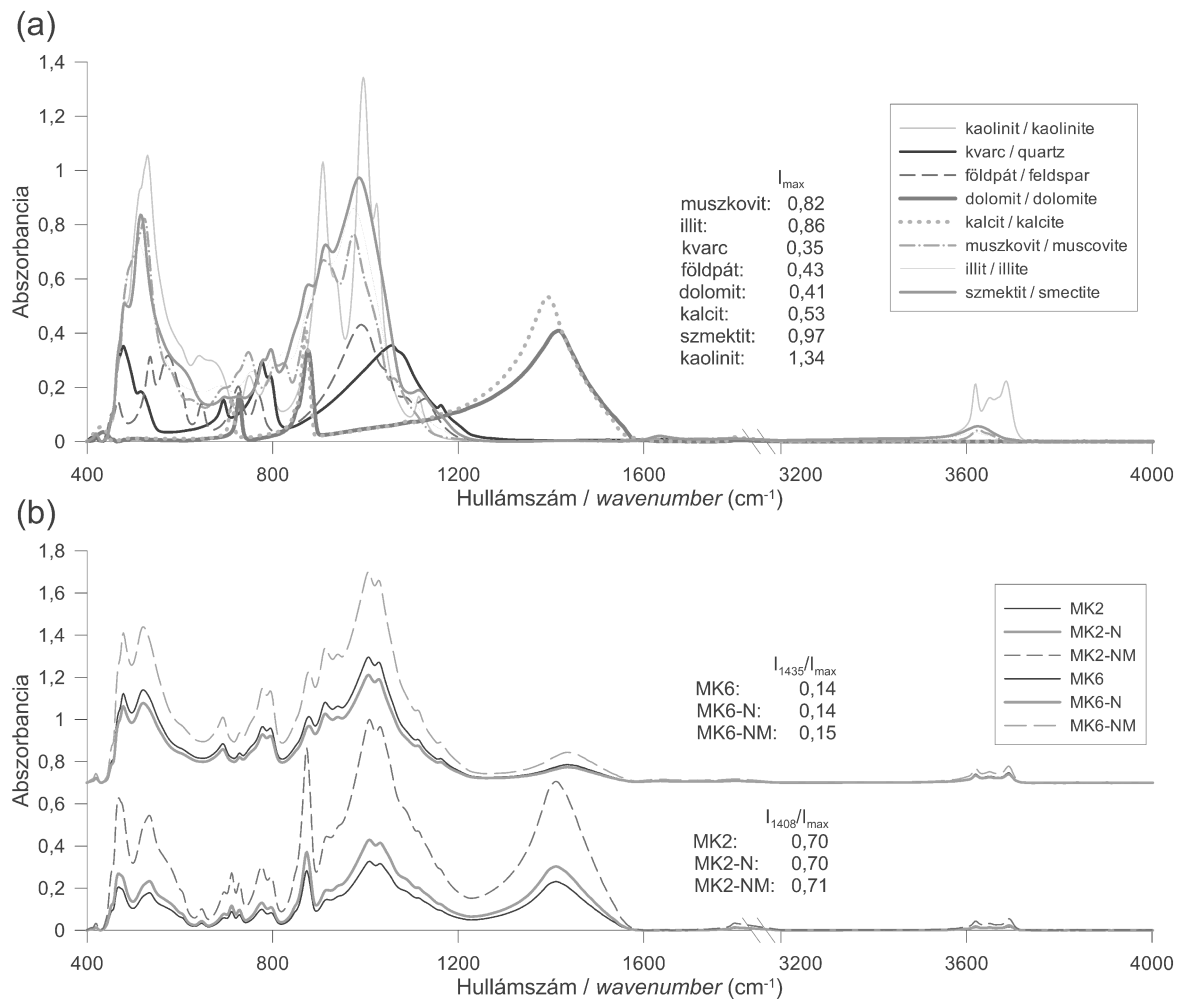 (a)
Abszorbancia
1,4
1,2
1
0,8
0,6
0,4
0,2
0
400
800
1200
1600
3200
3600
4000
Hullámszám / wavenumber (cm-1)
Imax
muszkovit: 0,82
illit: 0,86
kvarc 0,35
földpát: 0,43
dolomit: 0,41
kalcit: 0,53
szmektit: 0,97
kaolinit: 1,34
kaolinit / kaolinite
kvarc / quartz
földpát / feldspar
dolomit / dolomite
kalcit / kalcite
muszkovit / muscovite
illit / illite
szmektit / smectite
(b)
Abszorbancia
Abszorbancia
1,8
1,6
1,4
1,2
1
0,8
0,6
0,4
0,2
0
400
800
1200
1600
3200
3600
4000
Hullámszám / wavenumber (cm-1)
I1435/Imax
MK6: 0,14
MK6-N: 0,14
MK6-NM: 0,15
I1408/Imax
MK2: 0,70
MK2-N: 0,70
MK2-NM: 0,71
MK2
MK2-N
MK2-NM
MK6
MK6-N
MK6-NM